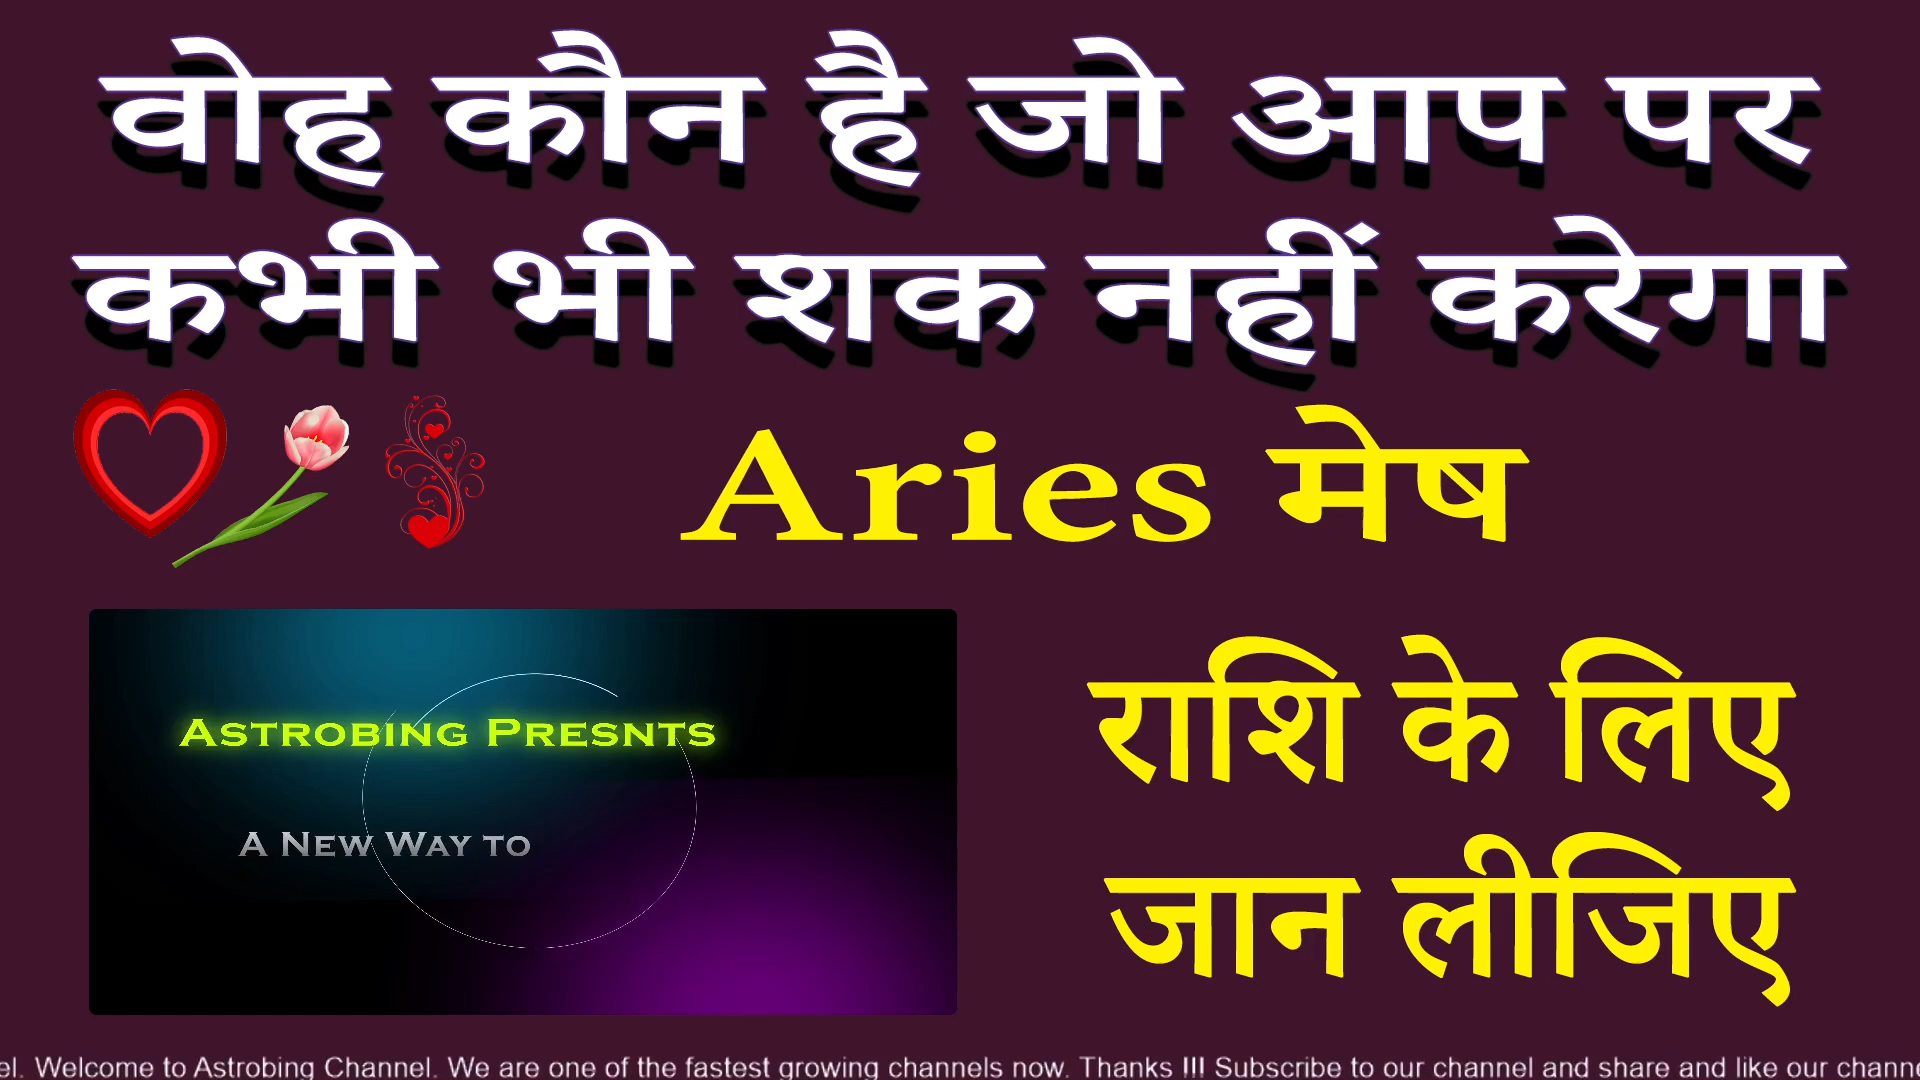 वोह कौन है जो आप पर
कभी भी शक नहीं करेगा
Aries मेष
ASTROBING PRESNTS
A NEW WAY TO
राशि के लिए
जान लीजिए
el. Welcome to Astrobing Channel. We are one of the fastest growing channels now. Thanks !!! Subscribe to our channel and share and like our chann